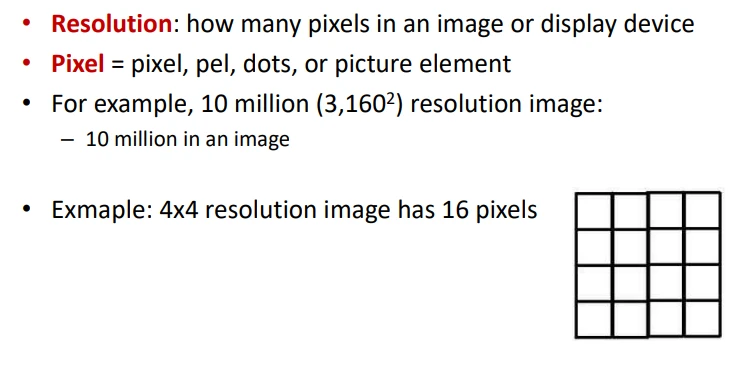 • Resolution: how many pixels in an image or display device
• Pixel = pixel, pel, dots, or picture element
• For example, 10 million (3,160²) resolution image:
– 10 million in an image
• Exmaple: 4x4 resolution image has 16 pixels